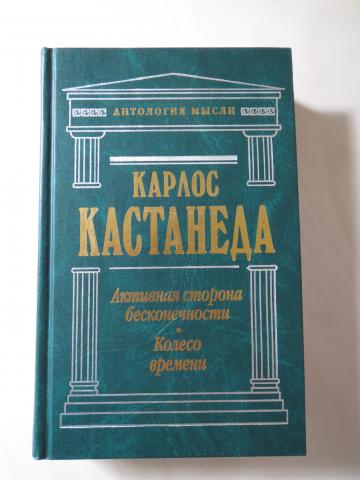 АНТОЛОГИЯ МЫСЛИ
КАРЛОС
КАСТАНЕДА
Активная сторона
бесконечности
•
Колесо
времени